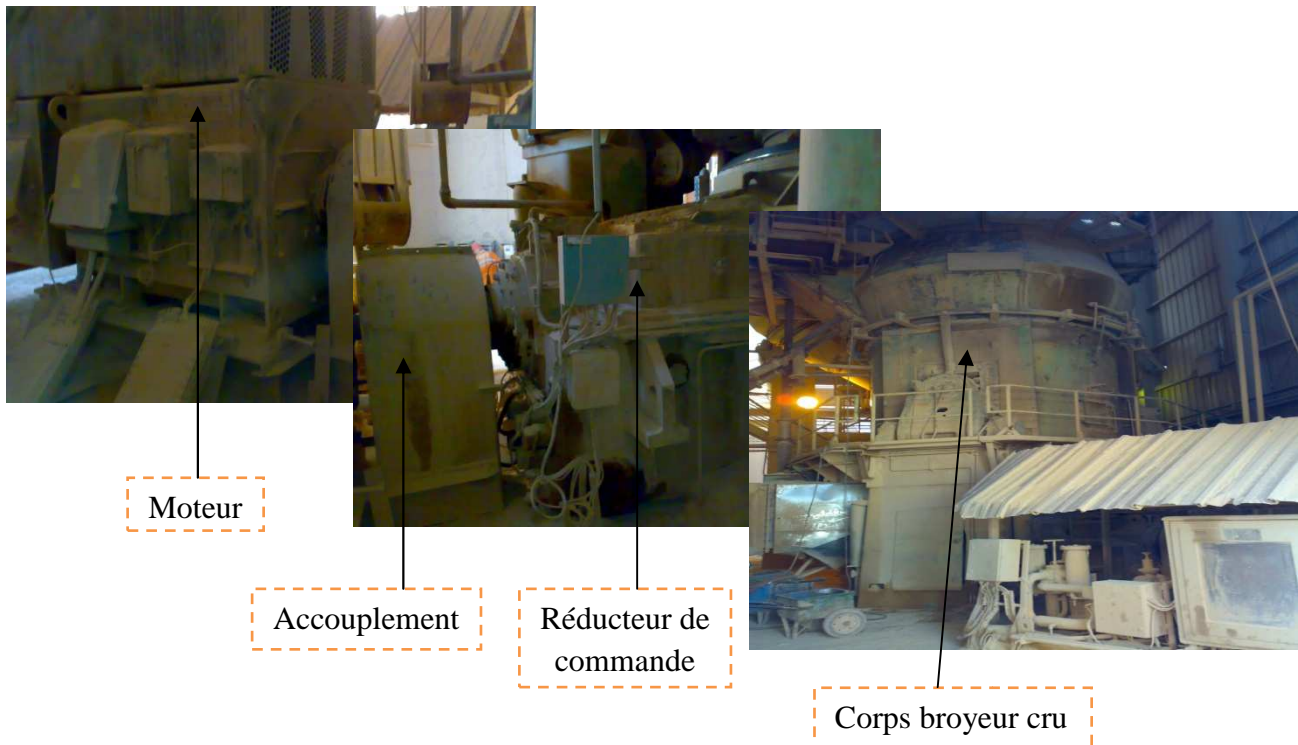 Moteur
Accouplement
Réducteur de
commande
Corps broyeur cru